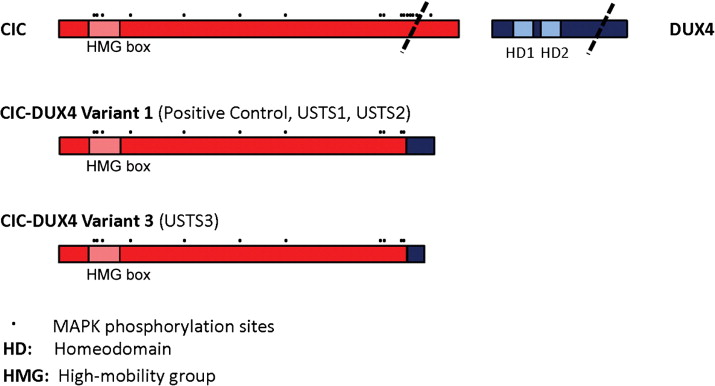 CIC
HMG box
HD1 HD2
DUX4
CIC-DUX4 Variant 1 (Positive Control, USTS1, USTS2)
HMG box
CIC-DUX4 Variant 3 (USTS3)
HMG box
· MAPK phosphorylation sites
HD: Homeodomain
HMG: High-mobility group